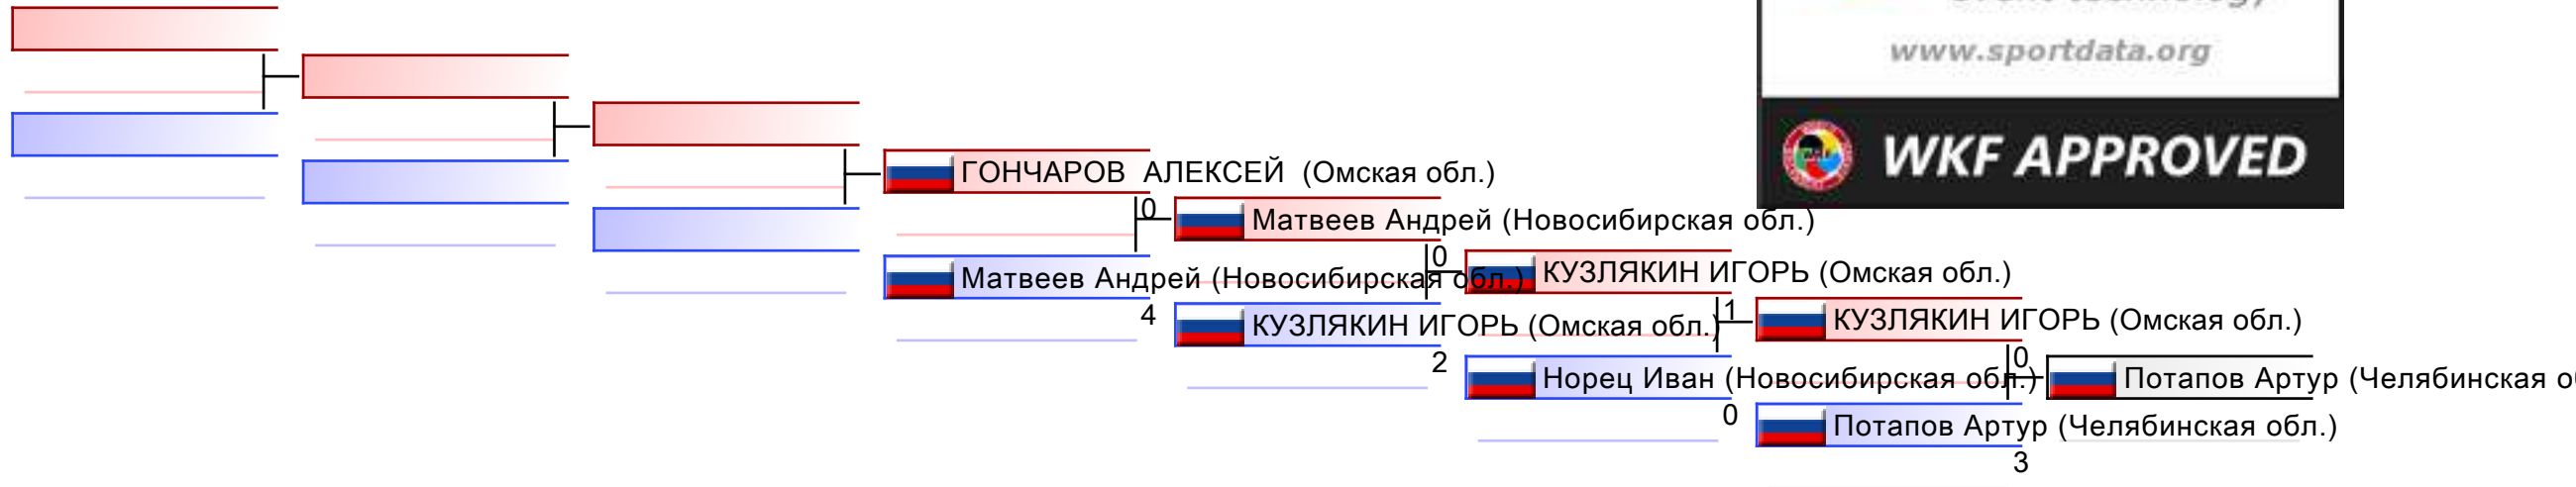 www.sportdata.org
WKF APPROVED
ГОНЧАРОВ АЛЕКСЕЙ (Омская обл.)
0
Матвеев Андрей (Новосибирская обл.)
Матвеев Андрей (Новосибирская обл.)
4
0
КУЗЛЯКИН ИГОРЬ (Омская обл.)
КУЗЛЯКИН ИГОРЬ (Омская обл.)
2
1
КУЗЛЯКИН ИГОРЬ (Омская обл.)
Норец Иван (Новосибирская обл.)
0
0
Потапов Артур (Челябинская
Потапов Артур (Челябинская обл.)
3